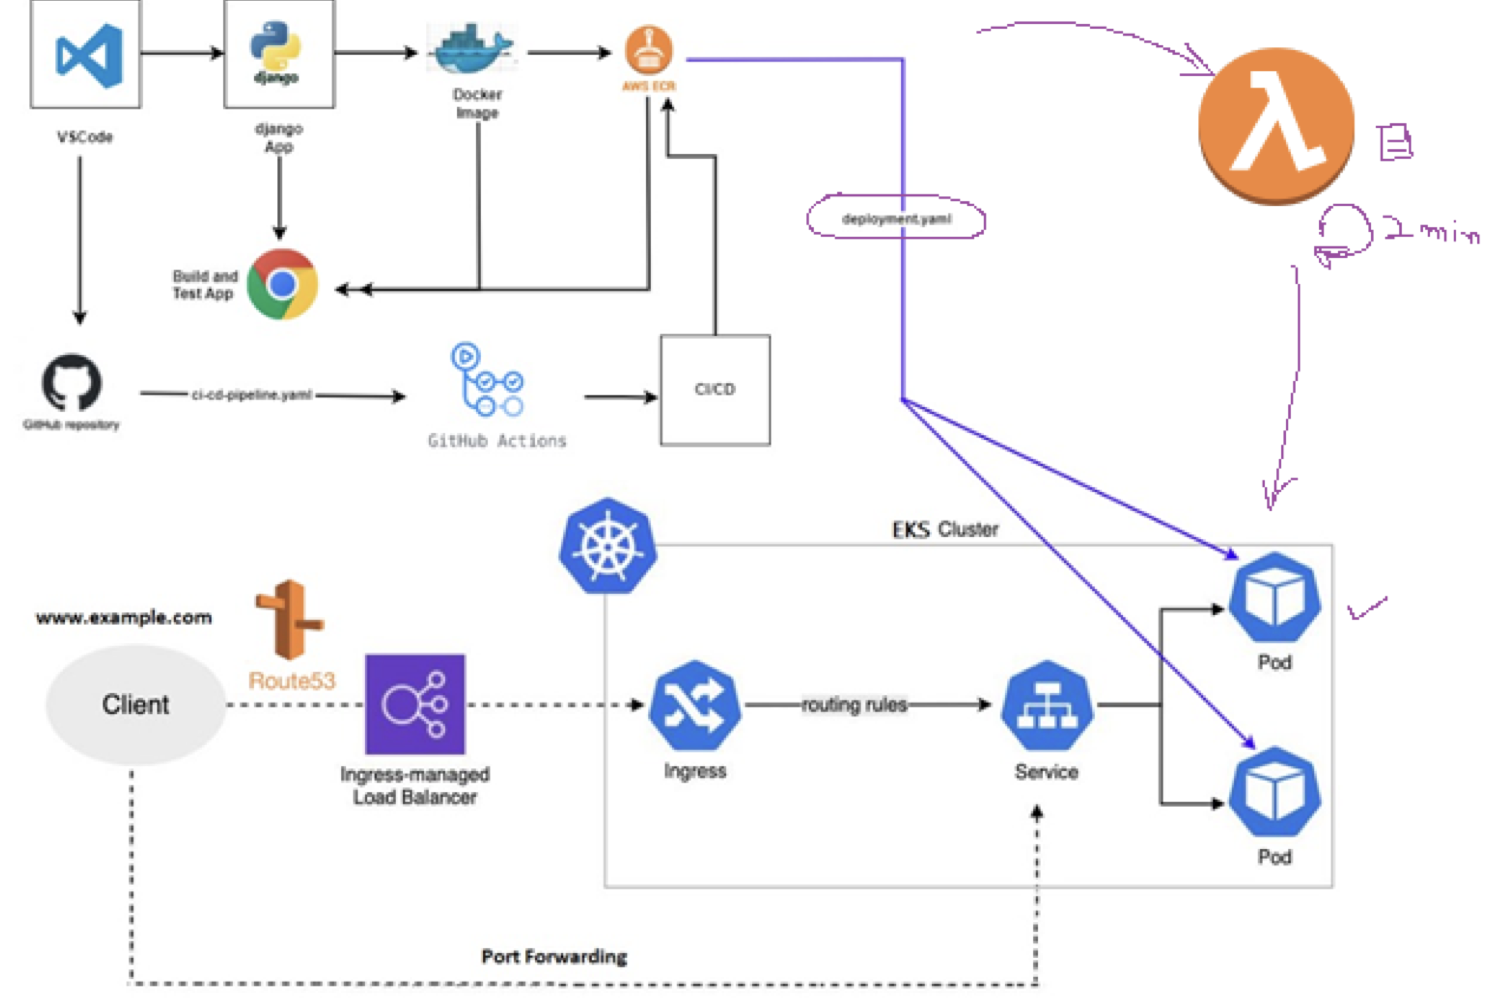 django
AWS ECR
VSCode
django
App
Docker
Image
deployment.yaml
2 min
Build and
Test App
ci-cd-pipeline.yaml
CI/CD
GitHub repository
GitHub Actions
EKS Cluster
www.example.com
Route53
Client
routing rules
Pod
Ingress-managed
Load Balancer
Ingress
Service
Pod
Port Forwarding